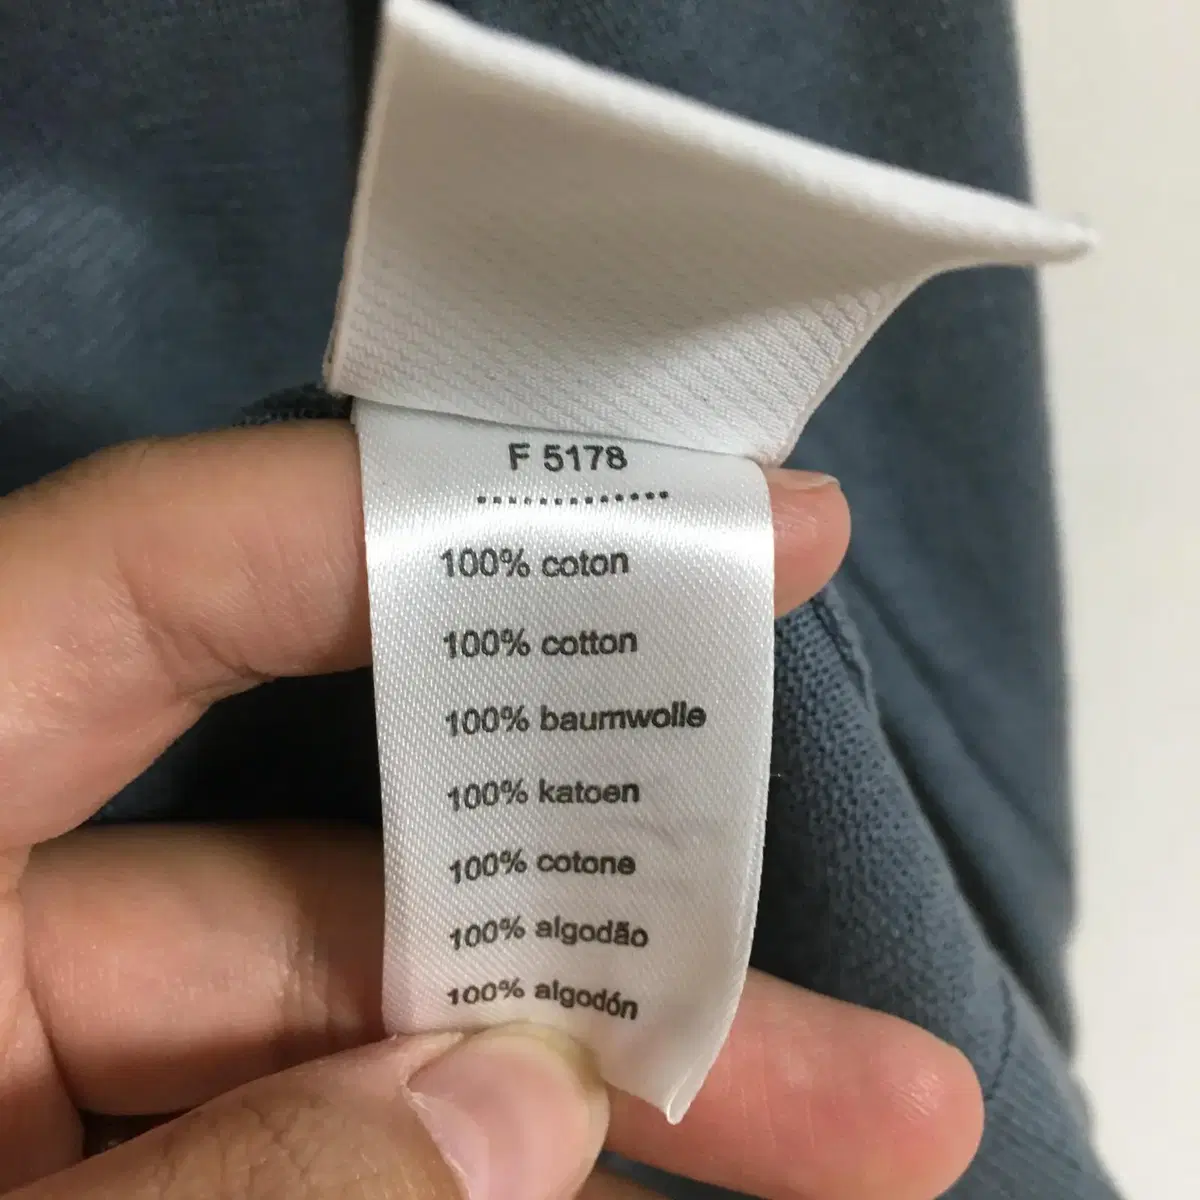 F 5178
.............
100% coton
100% cotton
100% baumwolle
100% katoen
100% cotone
100% algodão
100% algodón